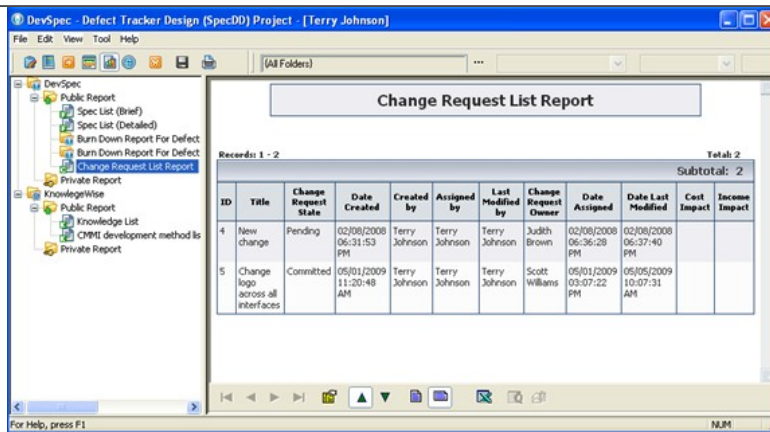 DevSpec - Defect Tracker Design (SpecDD) Project - [Terry Johnson]
File Edit View Tool Help
(All Folders) ...
DevSpec
Public Report
Spec List (Brief)
Spec List (Detailed)
Burn Down Report For Defect
Burn Down Report For Defect
Change Request List Report
Private Report
KnowlegeWise
Public Report
Knowledge List
CMMI development method lis
Private Report
Change Request List Report
Records: 1 - 2 Total: 2
Subtotal: 2
ID Title Change Request State Date Created Created by Assigned by Last Modified by Change Request Owner Date Assigned Date Last Modified Cost Impact Income Impact
4 New change Pending 02/08/2008 06:31:53 PM Terry Johnson Terry Johnson Terry Johnson Judith Brown 02/08/2008 06:36:28 PM 02/08/2008 06:37:40 PM
5 Change logo across all interfaces Committed 05/01/2009 11:20:48 AM Terry Johnson Terry Johnson Terry Johnson Scott Williams 05/01/2009 03:07:22 PM 05/05/2009 10:07:31 AM
For Help, press F1 NUM